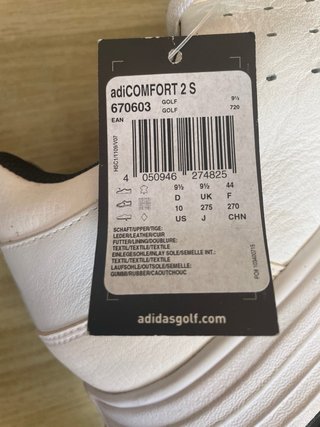 adiCOMFORT 2 S
670603 GOLF 9½
GOLF 720
EAN
4 050946 274825
9½ 9½ 44
D UK F
10 275 270
US J CHN
SCHAFT/UPPER/TIGE:
LEDER/LEATHER/CUIR
FUTTER/LINING/DOUBLURE:
TEXTIL/TEXTILE/TEXTILE
EINLEGESOHLE/INLAY SOLE/SEMELLE INT.:
TEXTIL/TEXTILE/TEXTILE
LAUFSOHLE/OUTSOLE/SEMELLE:
GUMMI/RUBBER/CAOUTCHOUC
adidasgolf.com